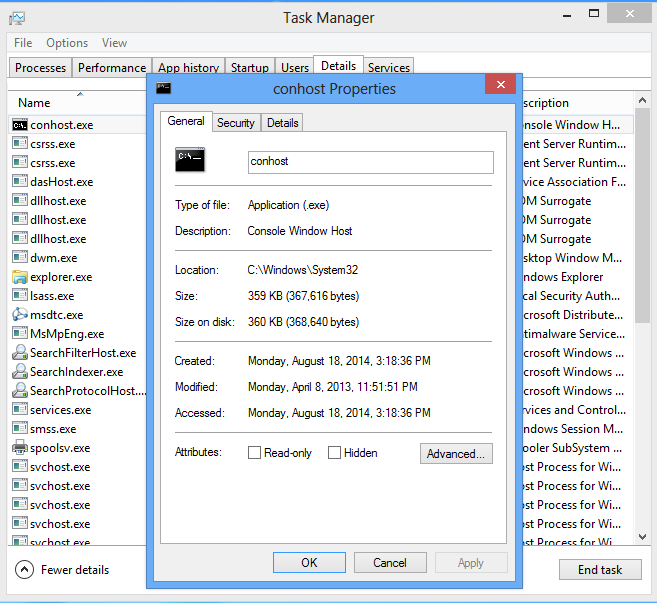 Task Manager
File Options View
Processes Performance App history Startup Users Details Services
Name
conhost.exe
csrss.exe
csrss.exe
dasHost.exe
dllhost.exe
dllhost.exe
dllhost.exe
dwm.exe
explorer.exe
lsass.exe
msdtc.exe
MsMpEng.exe
SearchFilterHost.exe
SearchIndexer.exe
SearchProtocolHost....
services.exe
smss.exe
spoolsv.exe
svchost.exe
svchost.exe
svchost.exe
svchost.exe
svchost.exe
conhost Properties
General Security Details
C:\_
conhost
Type of file: Application (.exe)
Description: Console Window Host
Location: C:\Windows\System32
Size: 359 KB (367,616 bytes)
Size on disk: 360 KB (368,640 bytes)
Created: Monday, August 18, 2014, 3:18:36 PM
Modified: Monday, April 8, 2013, 11:51:51 PM
Accessed: Monday, August 18, 2014, 3:18:36 PM
Attributes: Read-only Hidden Advanced...
OK Cancel Apply
scription
nsole Window H...
ent Server Runtim...
ent Server Runtim...
vice Association F...
M Surrogate
M Surrogate
M Surrogate
sktop Window M...
ndows Explorer
cal Security Auth...
crosoft Distribute...
timalware Service...
crosoft Windows ...
crosoft Windows ...
crosoft Windows ...
rvices and Control...
ndows Session M...
ooler SubSystem ...
st Process for Wi...
st Process for Wi...
st Process for Wi...
st Process for Wi...
st Process for Wi...
Fewer details
End task